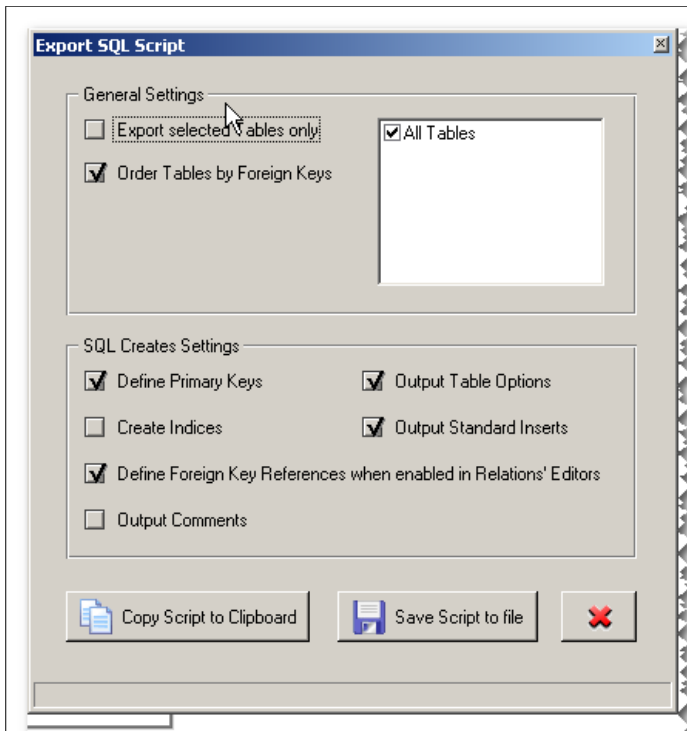 Export SQL Script
General Settings
Export selected Tables only
All Tables
Order Tables by Foreign Keys
SQL Creates Settings
Define Primary Keys
Output Table Options
Create Indices
Output Standard Inserts
Define Foreign Key References when enabled in Relations' Editors
Output Comments
Copy Script to Clipboard
Save Script to file